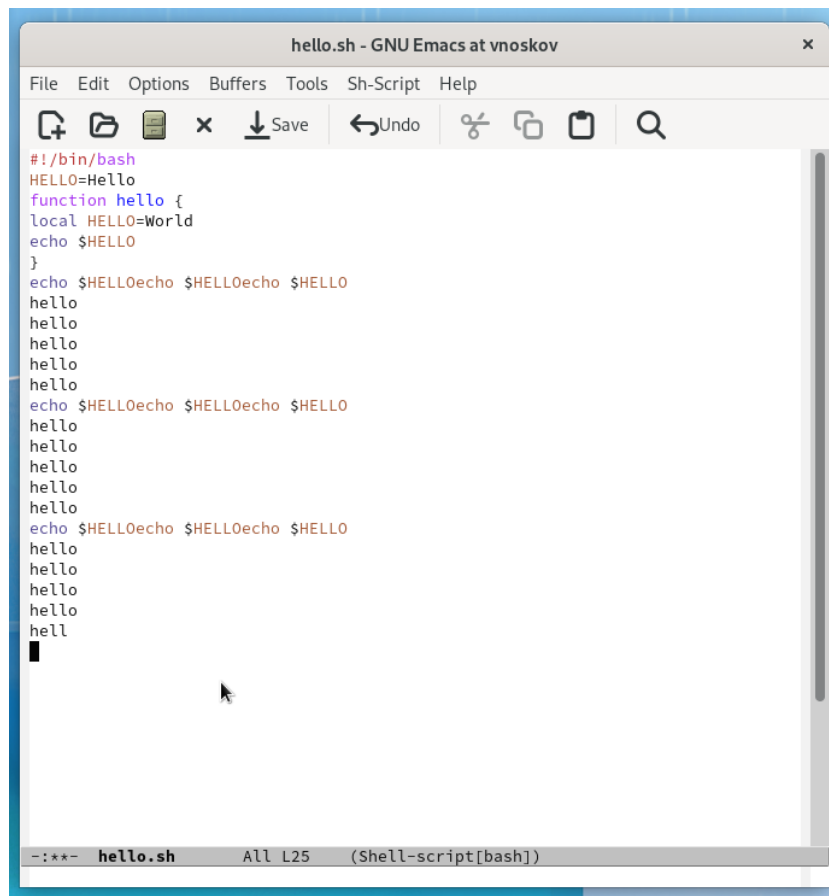 hello.sh - GNU Emacs at vnoskov
File Edit Options Buffers Tools Sh-Script Help
Save Undo
#!/bin/bash
HELLO=Hello
function hello {
local HELLO=World
echo $HELLO
}
echo $HELLOecho $HELLOecho $HELLO
hello
hello
hello
hello
hello
echo $HELLOecho $HELLOecho $HELLO
hello
hello
hello
hello
hello
echo $HELLOecho $HELLOecho $HELLO
hello
hello
hello
hello
hell
-:**- hello.sh All L25 (Shell-script[bash])